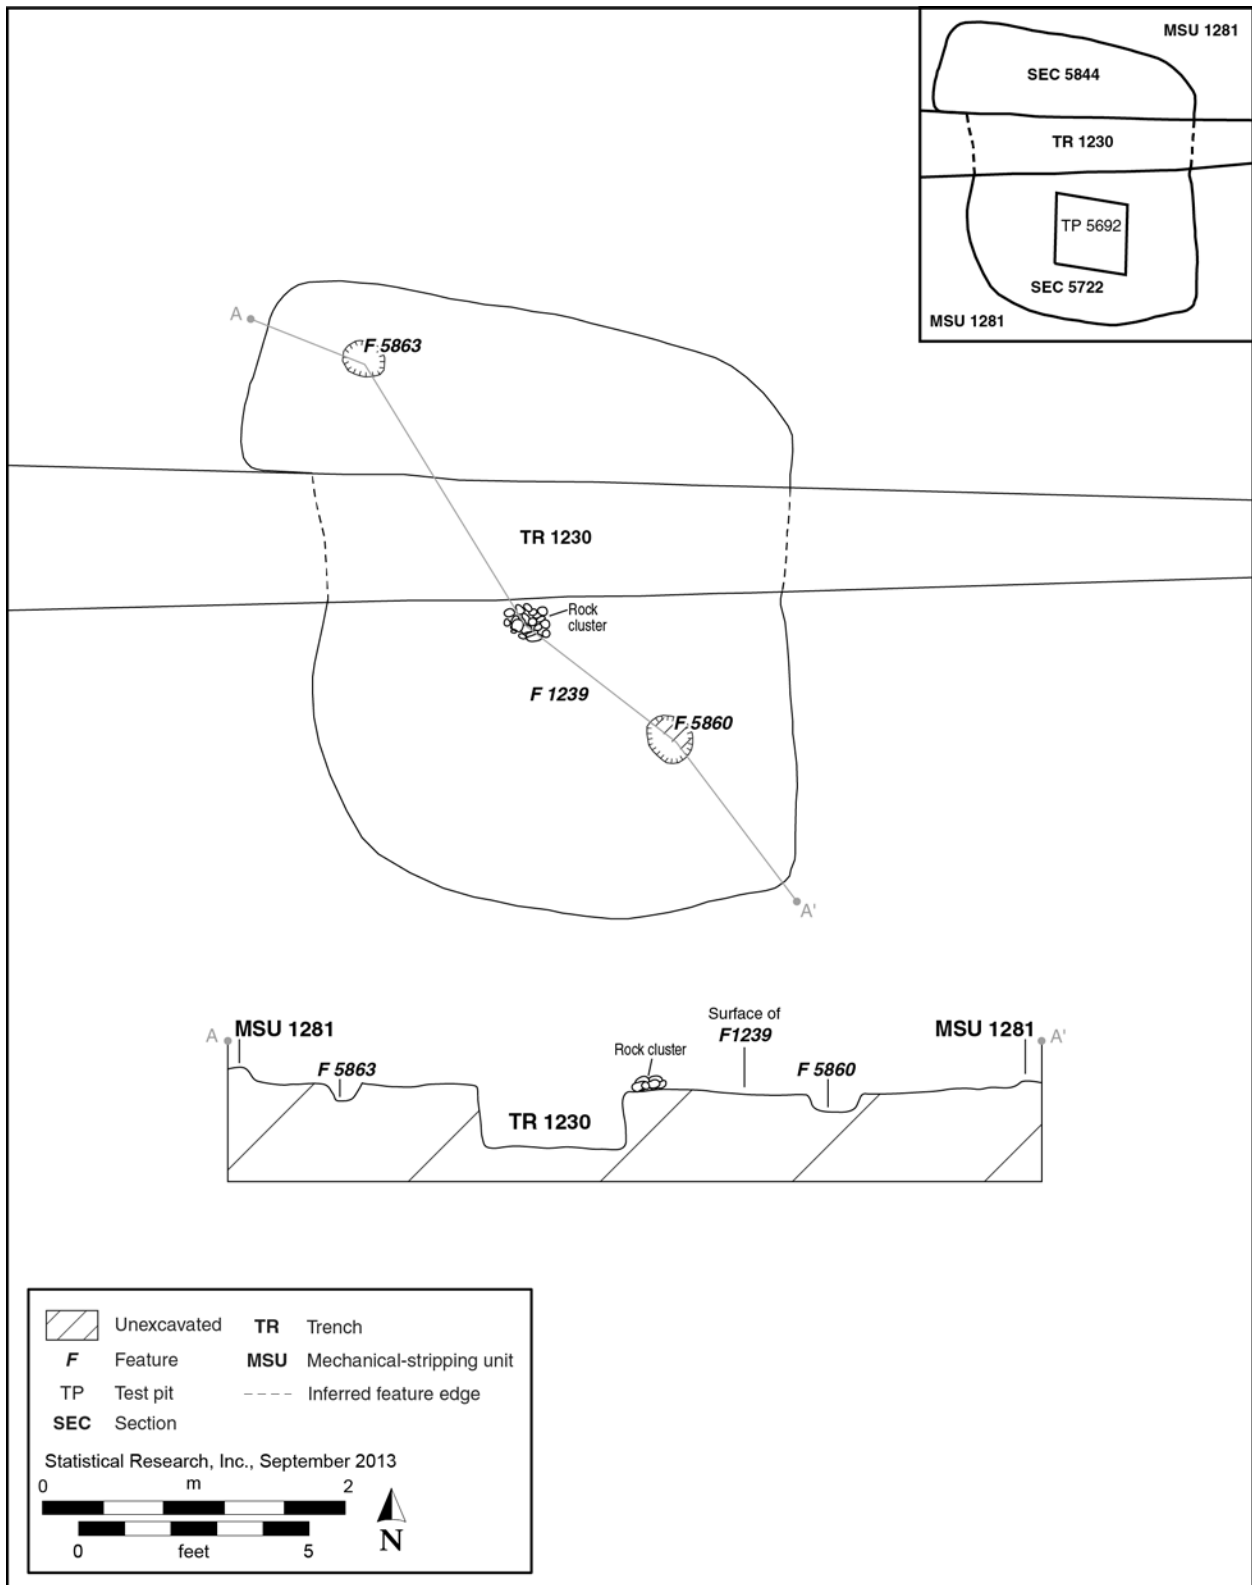 MSU 1281
SEC 5844
TR 1230
TP 5692
SEC 5722
MSU 1281
A
F 5863
TR 1230
Rock
cluster
F 1239
F 5860
A'
A
MSU 1281
F 5863
TR 1230
Rock cluster
Surface of
F1239
F 5860
MSU 1281
A'
Unexcavated
TR Trench
F Feature
MSU Mechanical-stripping unit
TP Test pit
Inferred feature edge
SEC Section
Statistical Research, Inc., September 2013
0 m 2
0 feet 5
N